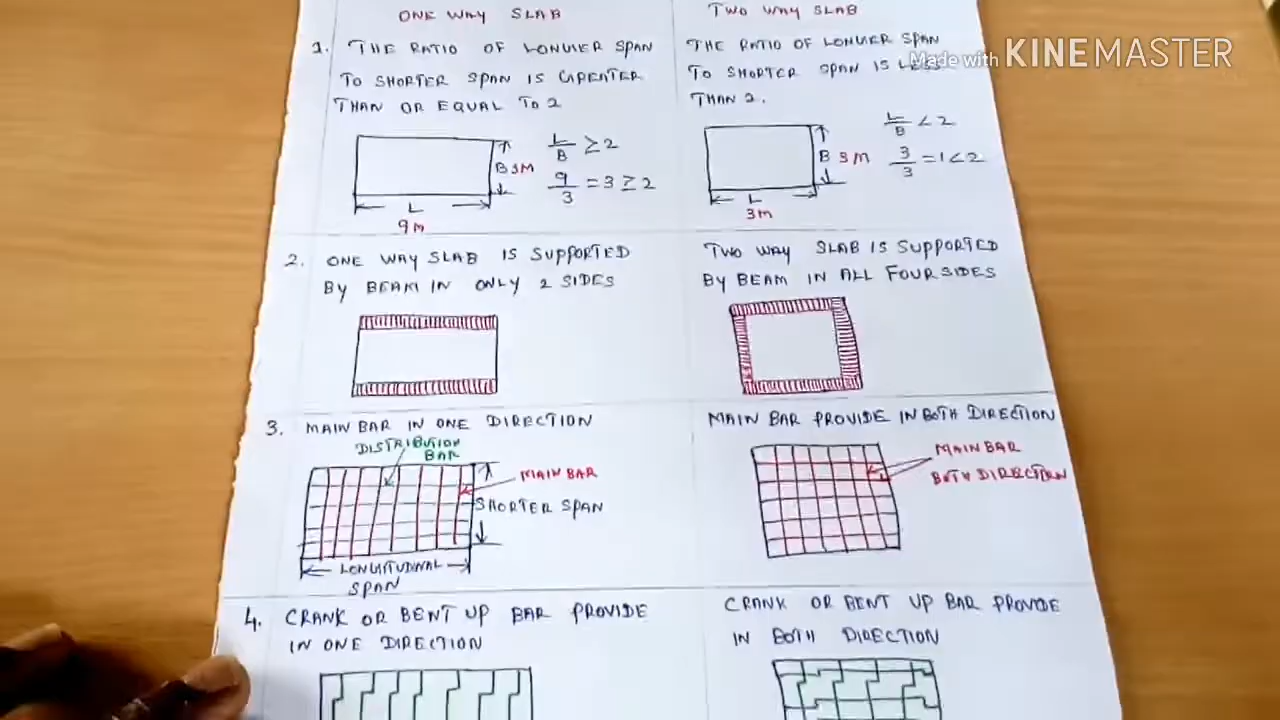 ONE WAY SLAB
TWO WAY SLAB
Made with KINEMASTER
1. THE RATIO OF LONGER SPAN
TO SHORTER SPAN IS GREATER
THAN OR EQUAL TO 2
L/B ≥ 2
9/3 = 3 ≥ 2
B 3M
L
9M
THE RATIO OF LONGER SPAN
TO SHORTER SPAN IS LESS
THAN 2.
L/B < 2
3/3 = 1 < 2
B 3M
L
3M
2. ONE WAY SLAB IS SUPPORTED
BY BEAM IN ONLY 2 SIDES
TWO WAY SLAB IS SUPPORTED
BY BEAM IN ALL FOUR SIDES
3. MAIN BAR IN ONE DIRECTION
DISTRIBUTION
BAR
MAIN BAR
SHORTER SPAN
LONGITUDINAL
SPAN
MAIN BAR PROVIDE IN BOTH DIRECTION
MAIN BAR
BOTH DIRECTION
4. CRANK OR BENT UP BAR PROVIDE
IN ONE DIRECTION
CRANK OR BENT UP BAR PROVIDE
IN BOTH DIRECTION